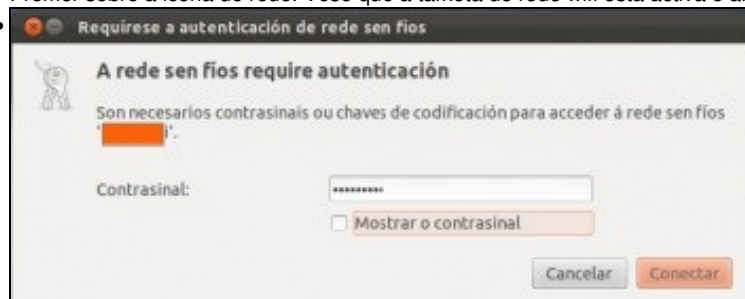 Requírese a autenticación de rede sen fíos
A rede sen fíos require autenticación
Son necesarios contrasinais ou chaves de codificación para acceder á rede sen fíos
' i'.
Contrasinal:
•••••••••
Mostrar o contrasinal
Cancelar Conectar